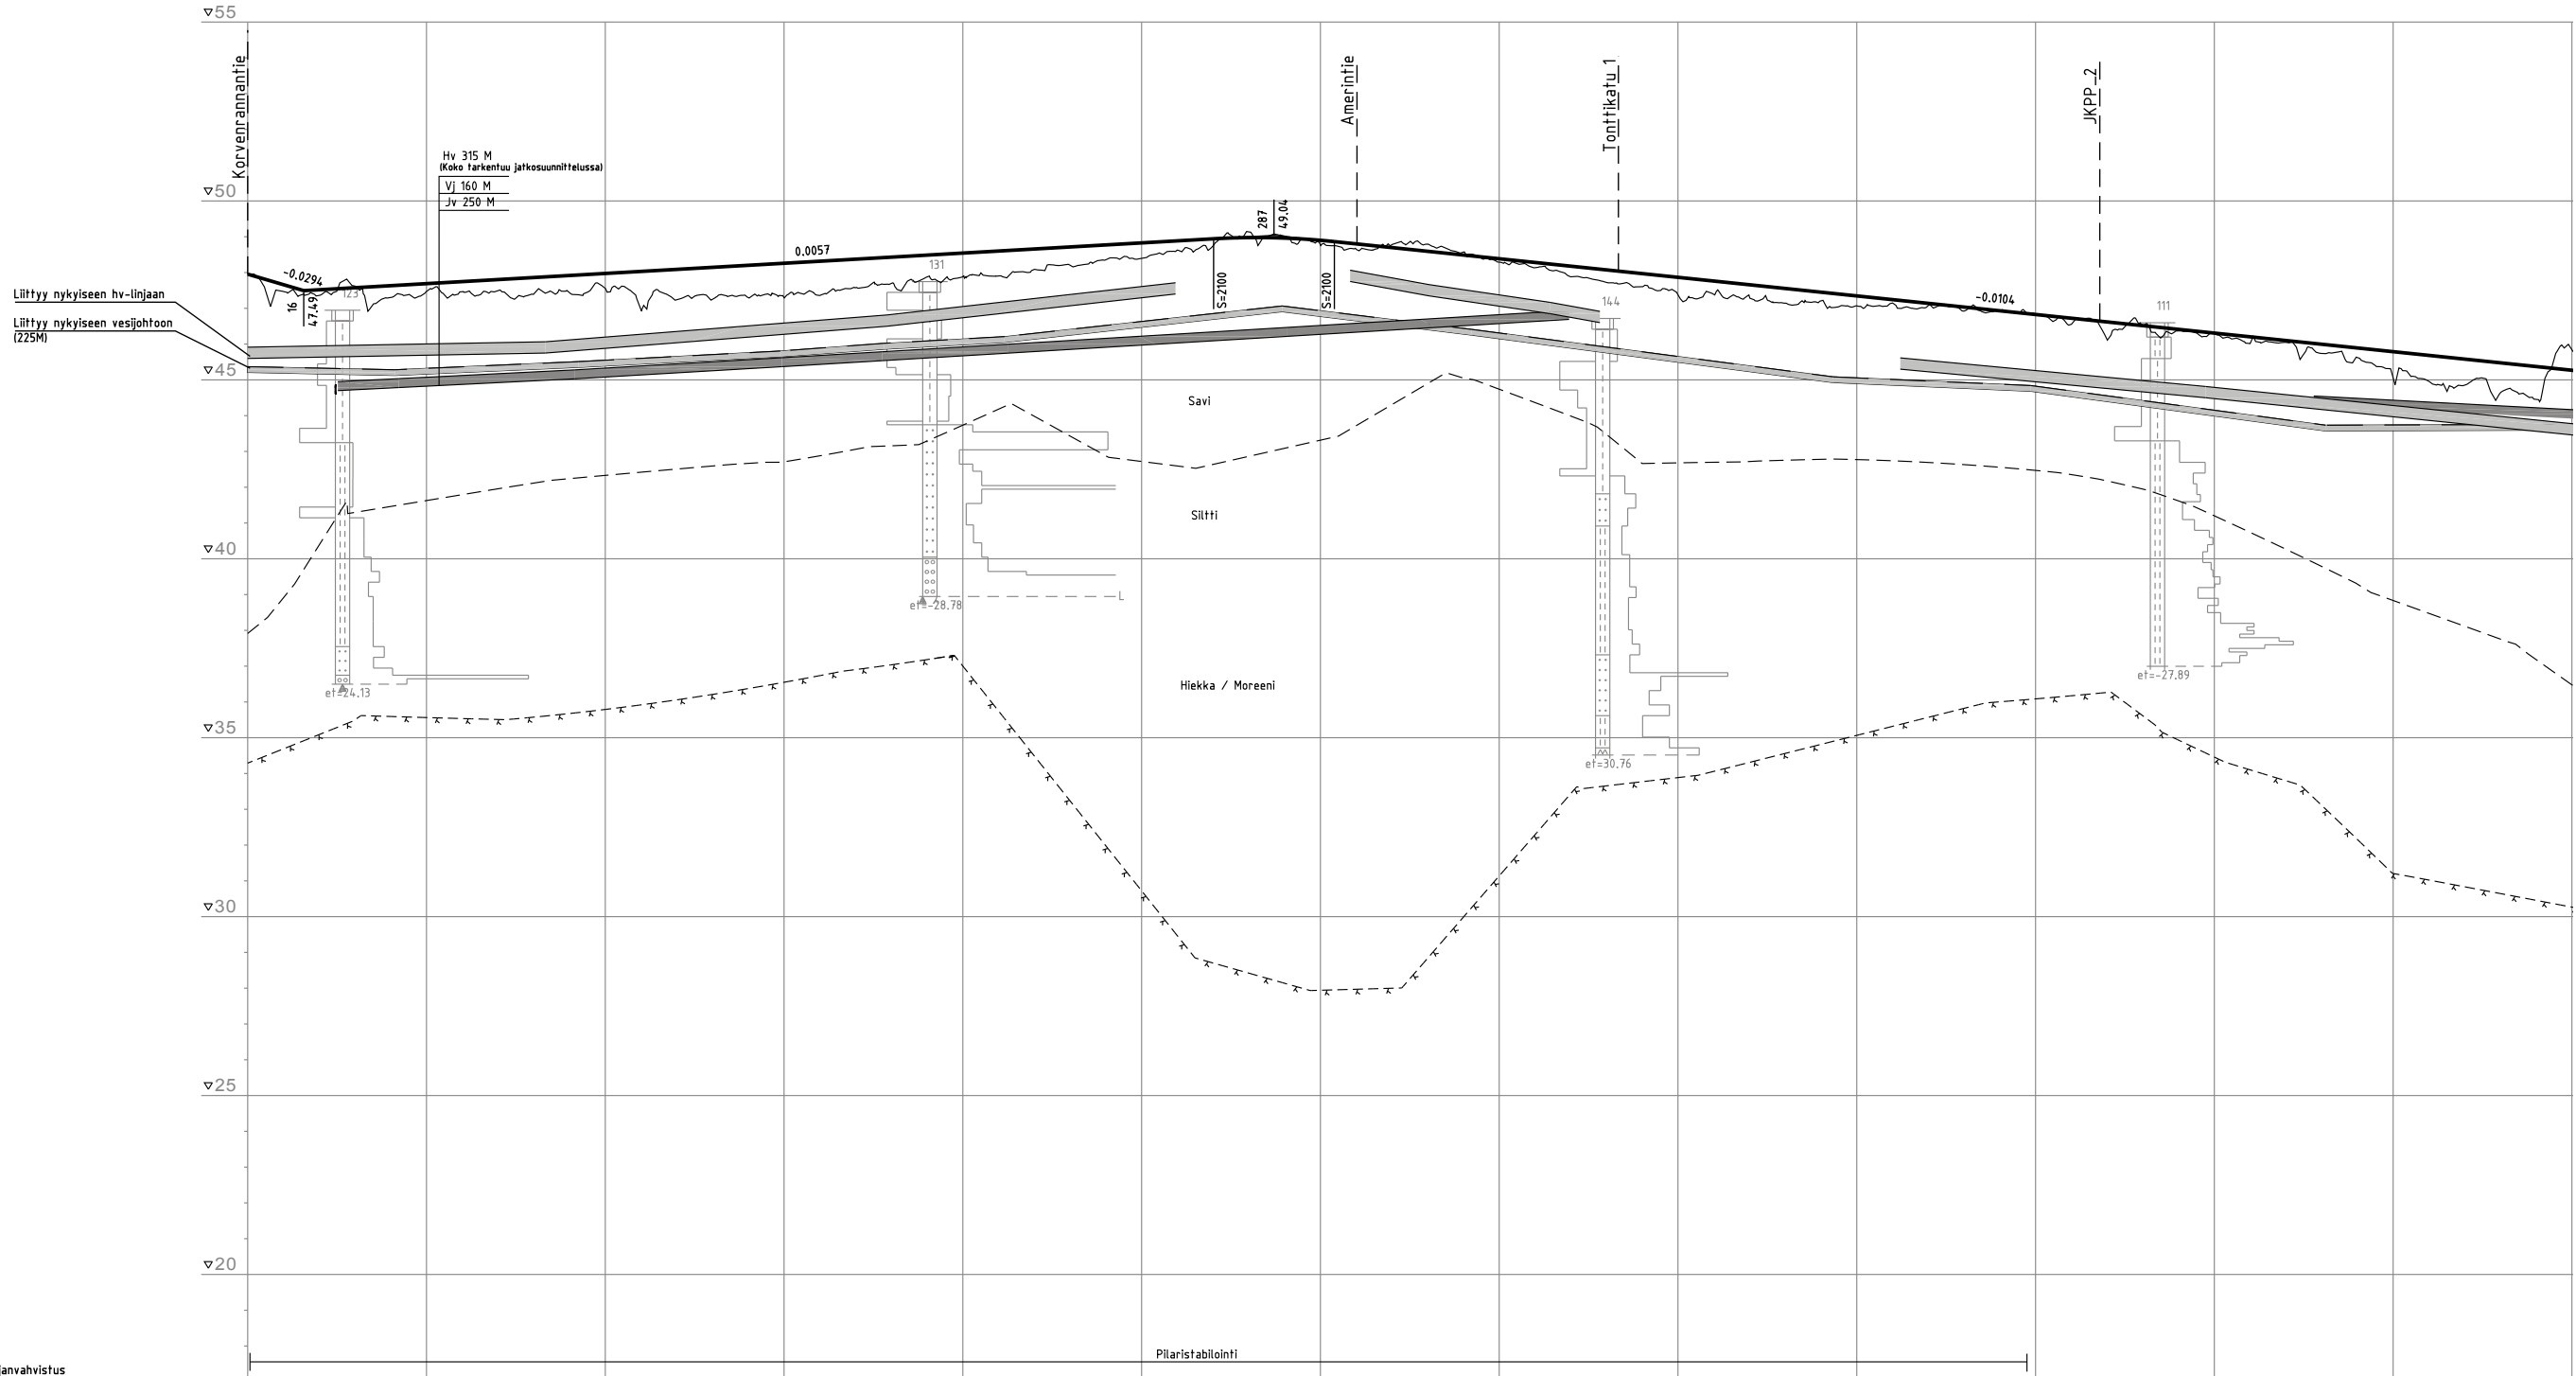 ▽55
Korvenrannantie
Amerintie
Tonttikatu 1
JKPP_2
Hv 315 M
(Koko tarkentuu jatkosuunnittelussa)
Vj 160 M
Jv 250 M
▽50
287
49.04
0.0057
-0.0294
131
123
16
47.49
S=2100
S=2100
-0.0104
144
111
Liittyy nykyiseen hv-linjaan
Liittyy nykyiseen vesijohtoon
(225M)
▽45
Savi
Siltti
▽40
et=-28.78
L
Hiekka / Moreeni
et=24.13
et=-27.89
▽35
et=30.76
▽30
▽25
▽20
Pilaristabilointi
janvahvistus